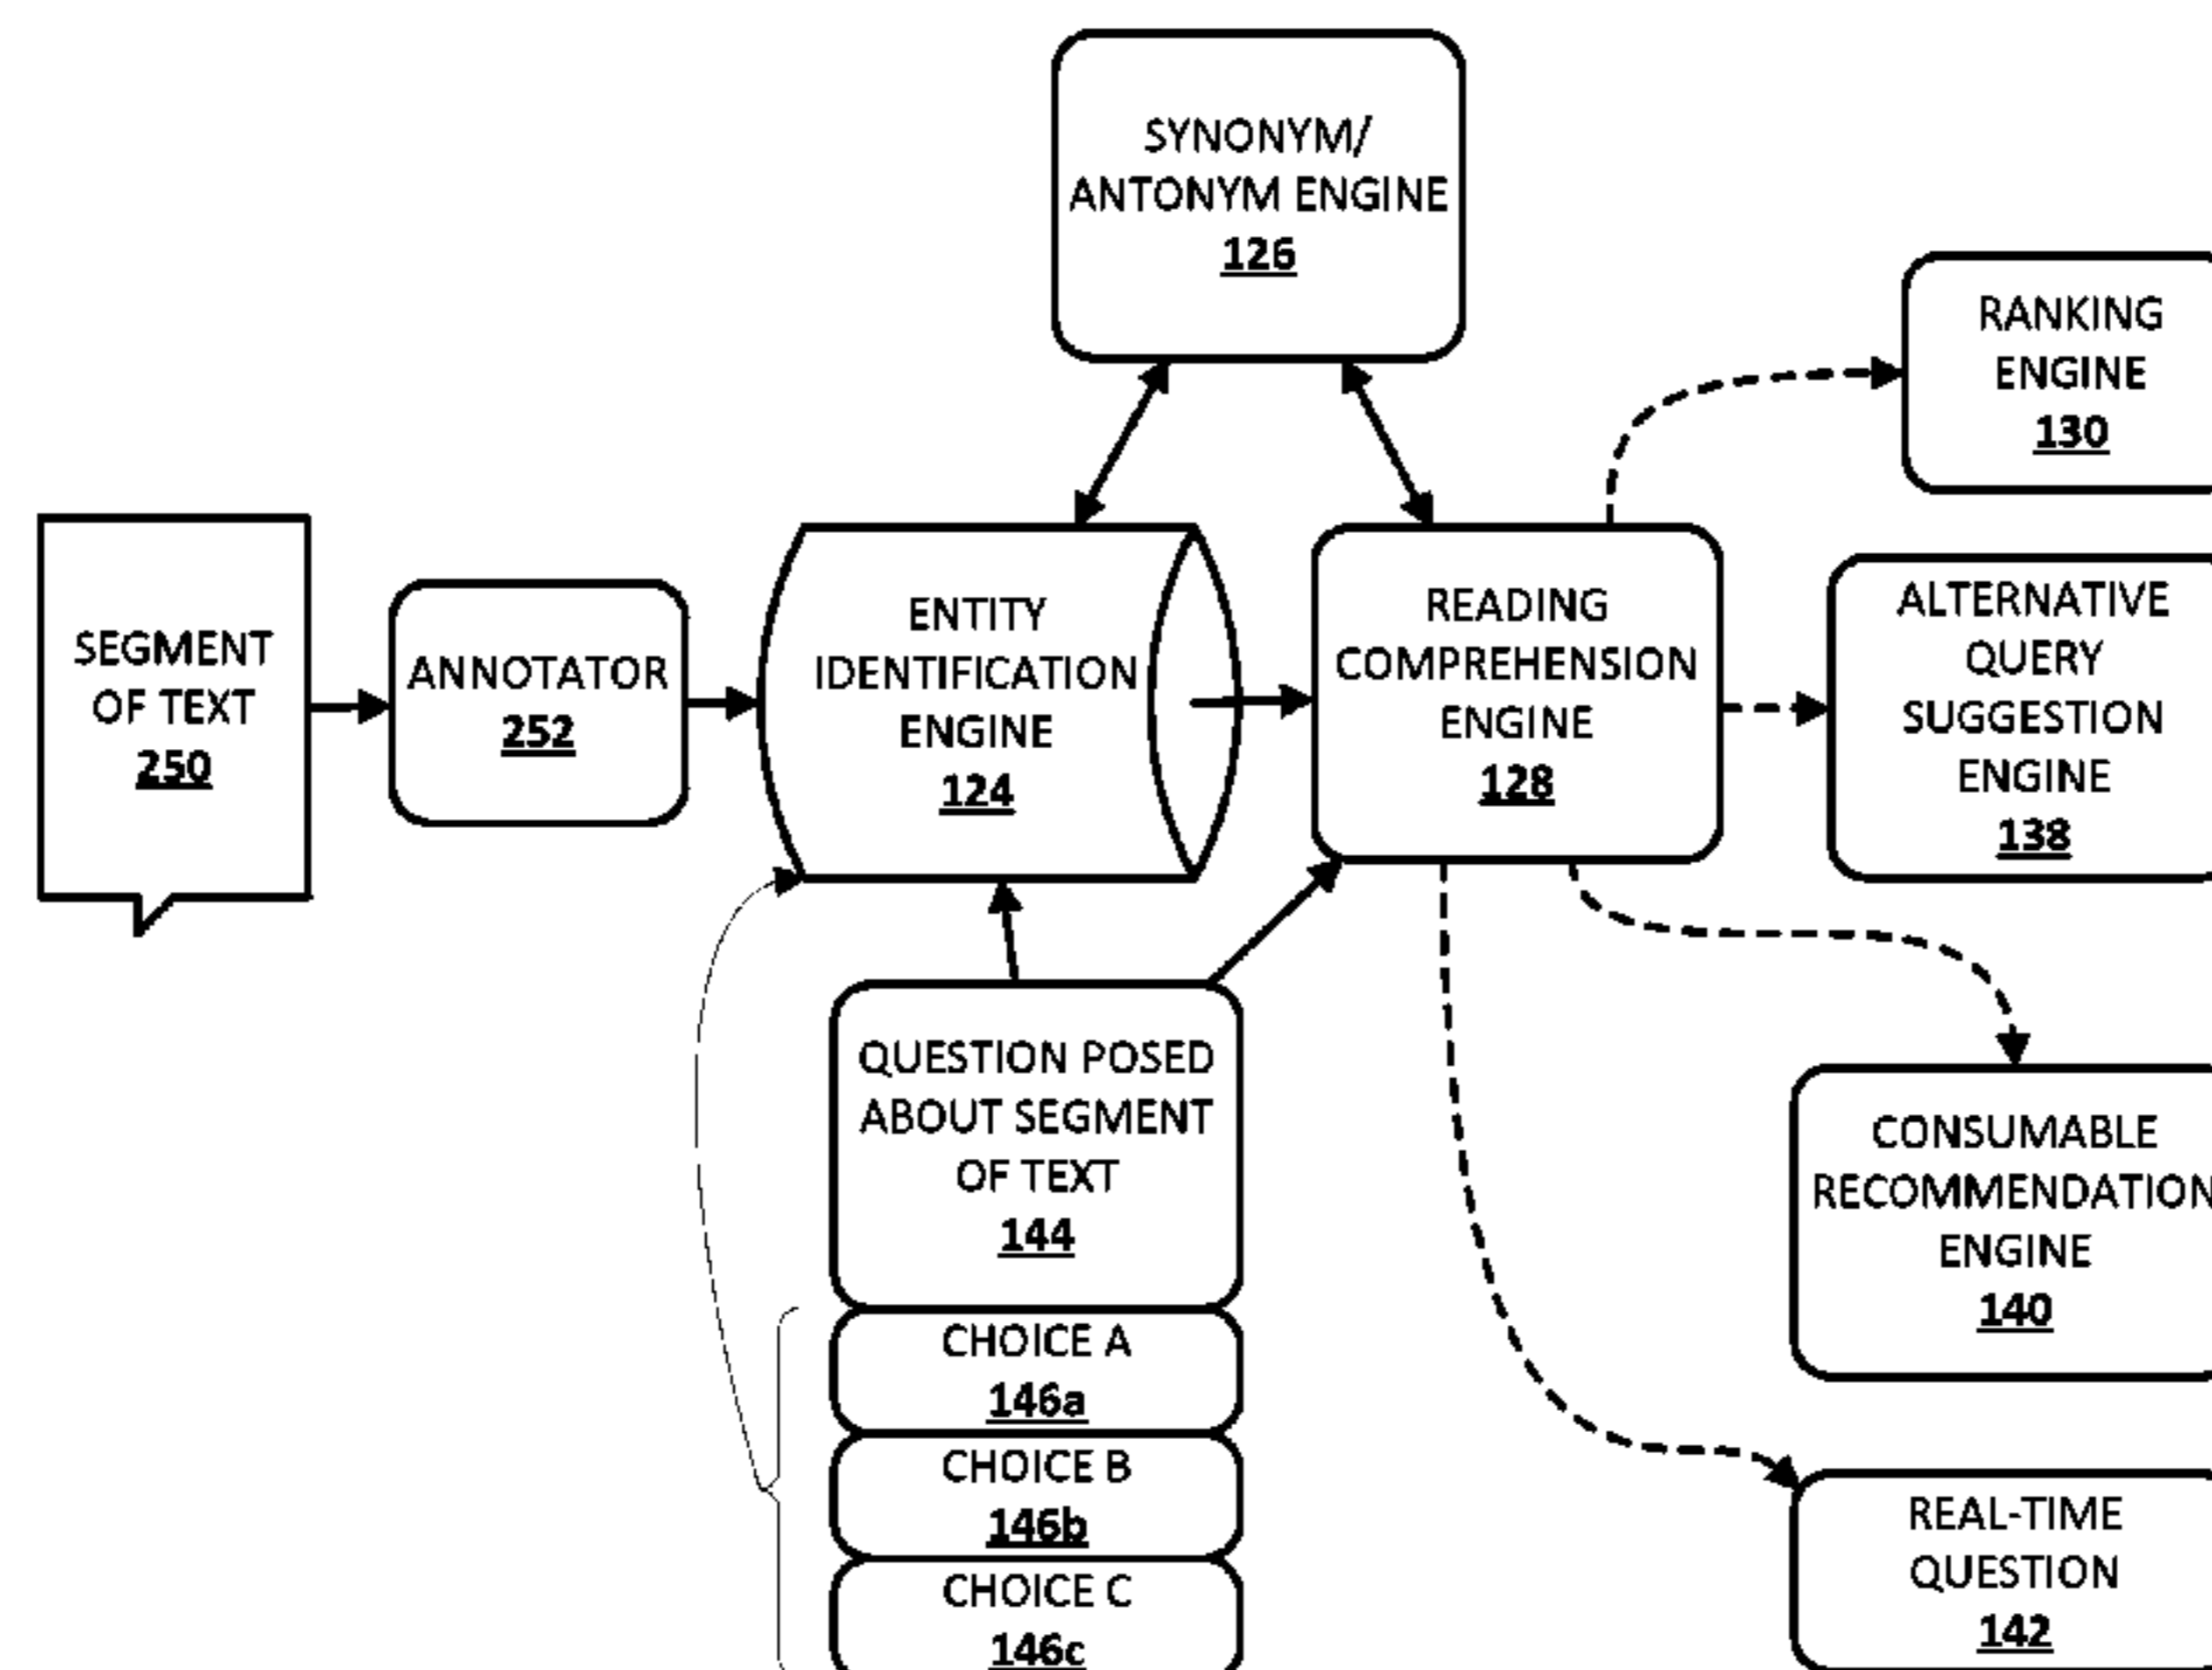 SYNONYM/
ANTONYM ENGINE
126
RANKING
ENGINE
130
SEGMENT
OF TEXT
250
ANNOTATOR
252
ENTITY
IDENTIFICATION
ENGINE
124
READING
COMPREHENSION
ENGINE
128
ALTERNATIVE
QUERY
SUGGESTION
ENGINE
138
QUESTION POSED
ABOUT SEGMENT
OF TEXT
144
CHOICE A
146a
CHOICE B
146b
CHOICE C
146c
CONSUMABLE
RECOMMENDATION
ENGINE
140
REAL-TIME
QUESTION
142